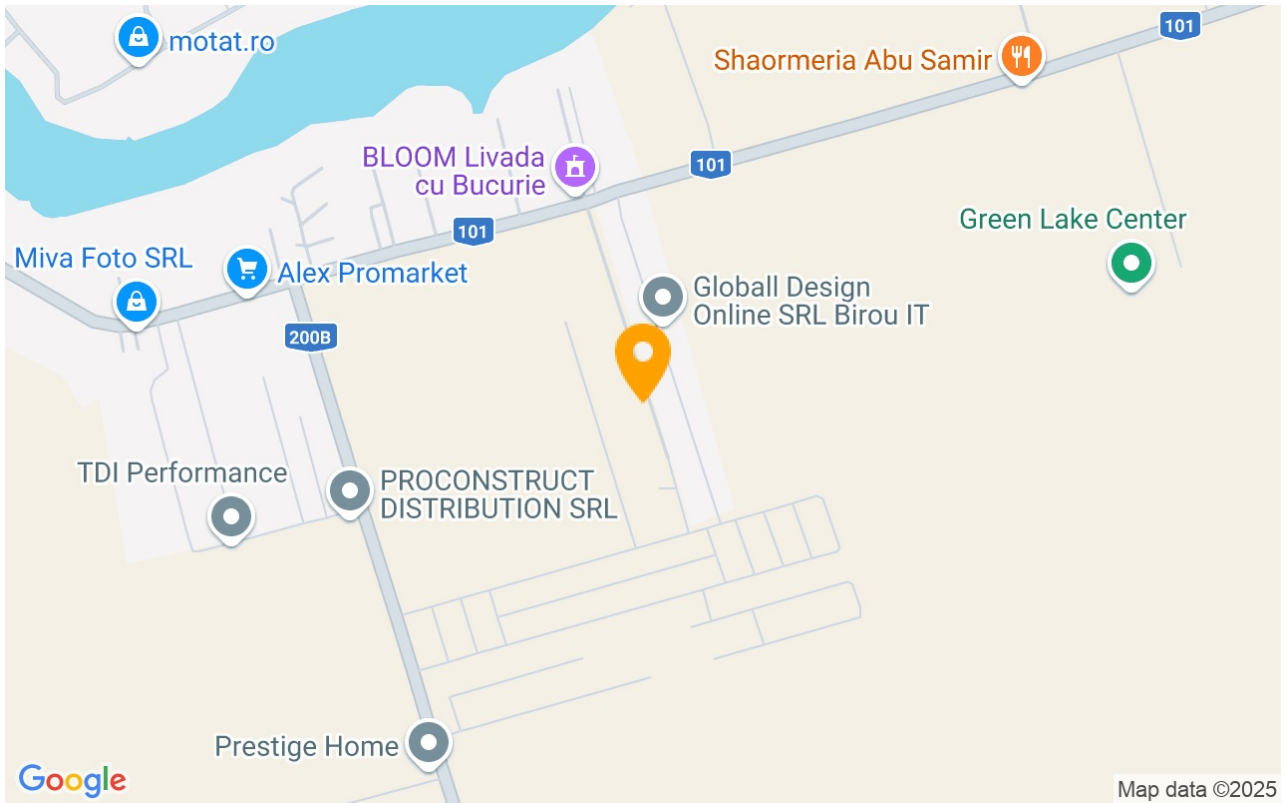 motat.ro
101
Shaormeria Abu Samir
BLOOM Livada
cu Bucurie
101
Green Lake Center
101
Miva Foto SRL
Alex Promarket
Globall Design
Online SRL Birou IT
200B
TDI Performance
PROCONSTRUCT
DISTRIBUTION SRL
Prestige Home
Google
Map data ©2025